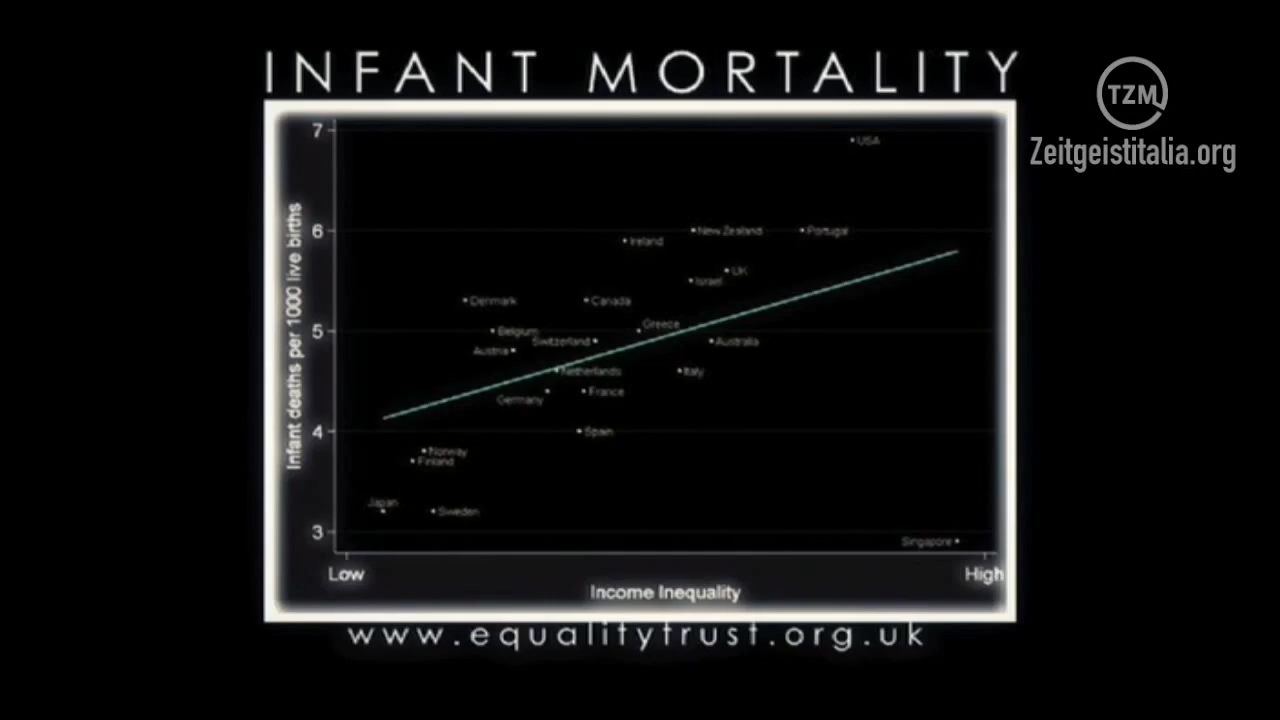 INFANT MORTALITY
TZM
Zeitgeistitalia.org
7
USA
6
New Zealand
Portugal
Ireland
UK
Israel
Denmark
Canada
Greece
5
Belgium
Switzerland
Australia
Austria
Netherlands
Italy
France
Germany
4
Spain
Norway
Finland
Japan
Sweden
3
Singapore
Infant deaths per 1000 live births
Low
High
Income Inequality
www.equalitytrust.org.uk